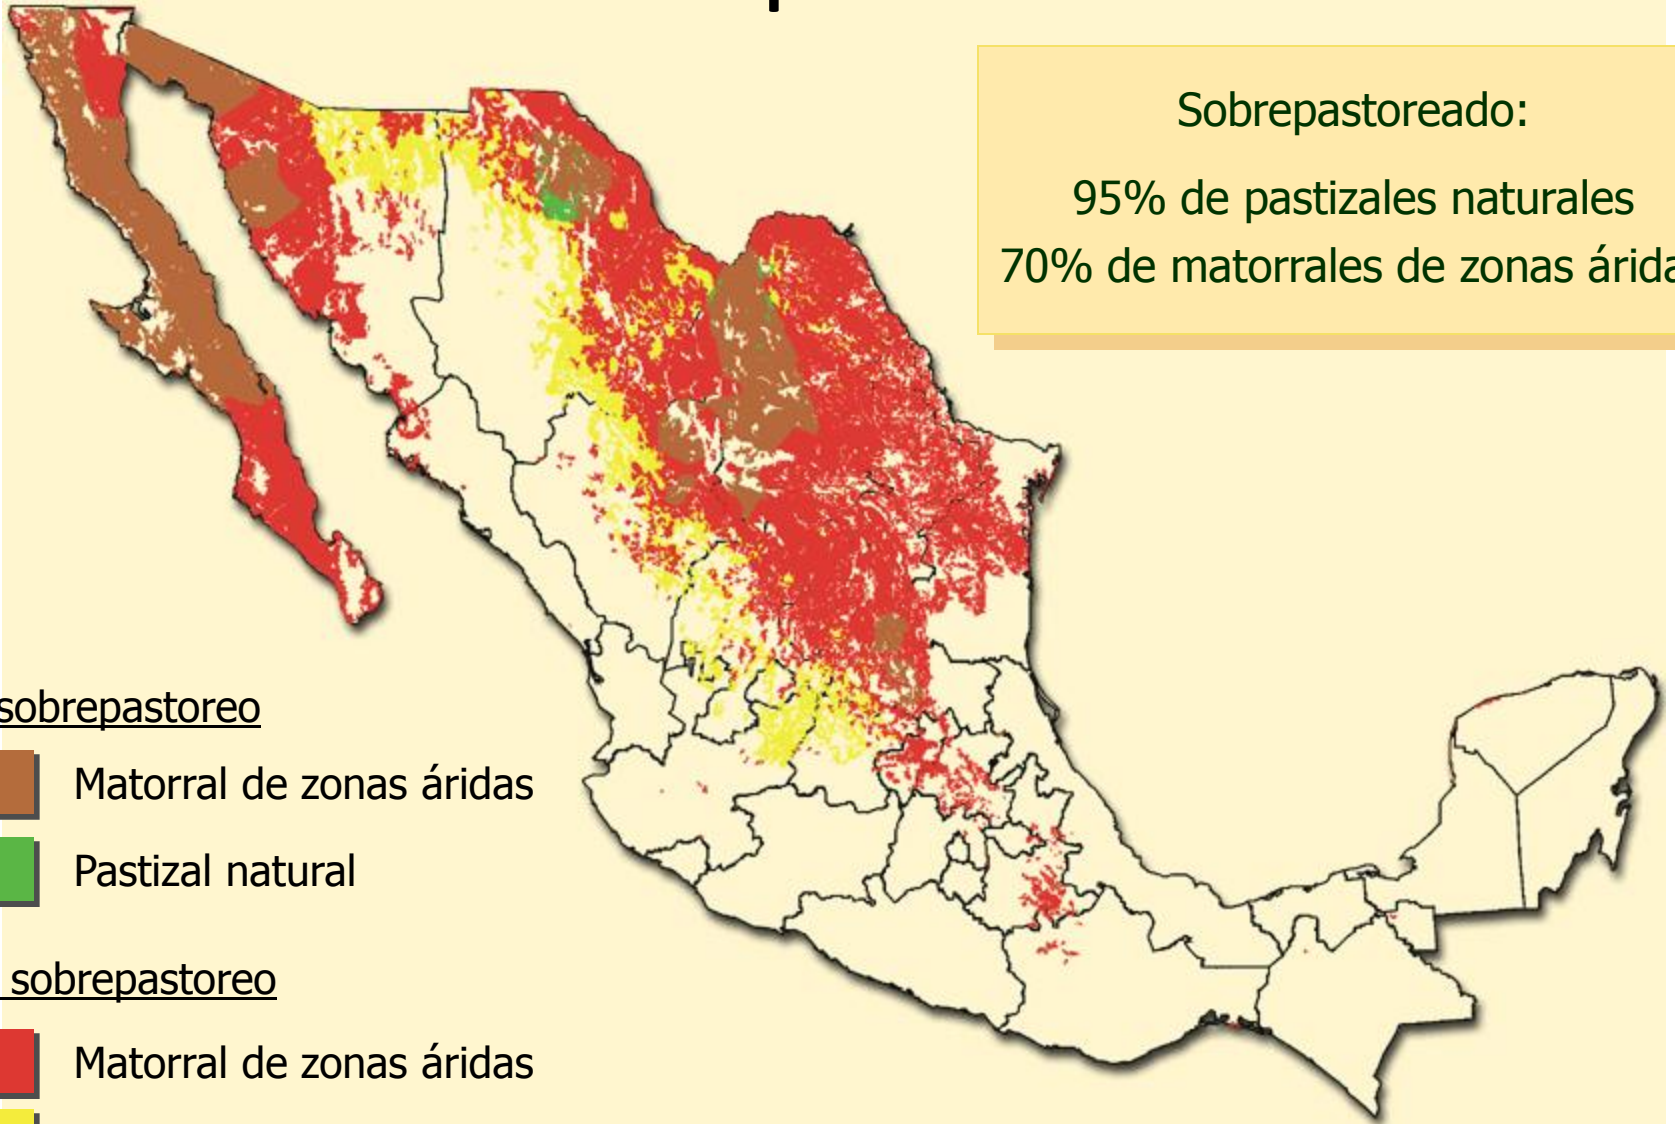 Sobrepastoreado:
95% de pastizales naturales
70% de matorrales de zonas árida
sobrepastoreo
Matorral de zonas áridas
Pastizal natural
sobrepastoreo
Matorral de zonas áridas